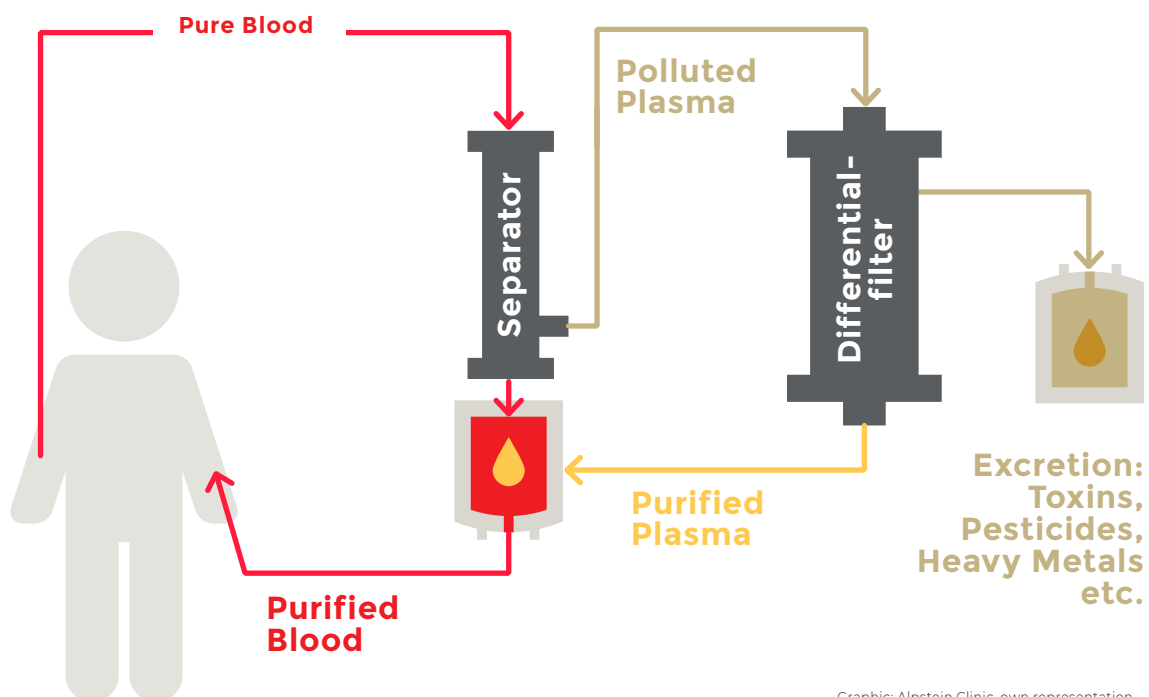 Pure Blood
Polluted
Plasma
Separator
Differential-
filter
Purified
Plasma
Excretion:
Toxins,
Pesticides,
Heavy Metals
etc.
Purified
Blood
Graphic: Alpstein Clinic, own representation